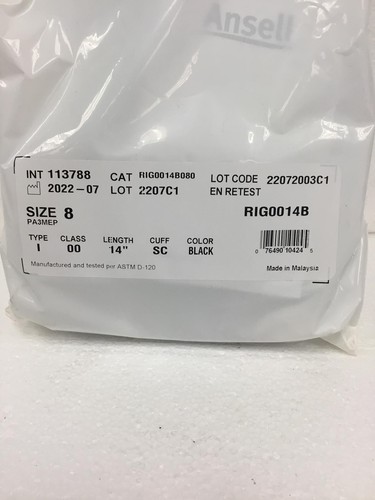 Ansell
INT 113788 CAT RIG0014B080 LOT CODE 22072003C1
2022-07 LOT 2207C1 EN RETEST
SIZE 8 RIG0014B
PA3MEP
TYPE CLASS LENGTH CUFF COLOR
I 00 14" SC BLACK
0 76490 10424 5
Manufactured and tested per ASTM D-120 Made in Malaysia